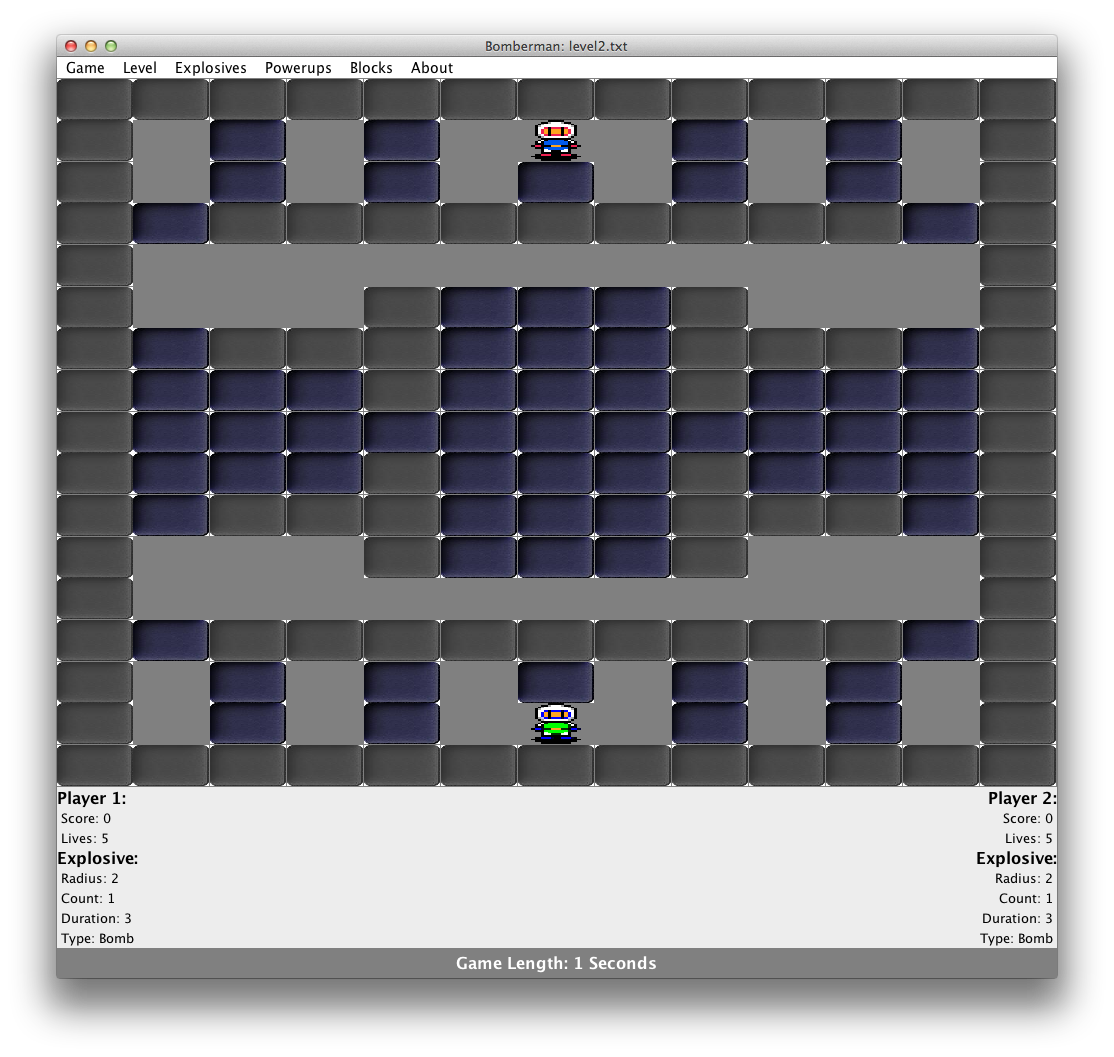 Bomberman: level2.txt
Game Level Explosives Powerups Blocks About
Player 1: Player 2:
Score: 0 Score: 0
Lives: 5 Lives: 5
Explosive: Explosive:
Radius: 2 Radius: 2
Count: 1 Count: 1
Duration: 3 Duration: 3
Type: Bomb Type: Bomb
Game Length: 1 Seconds